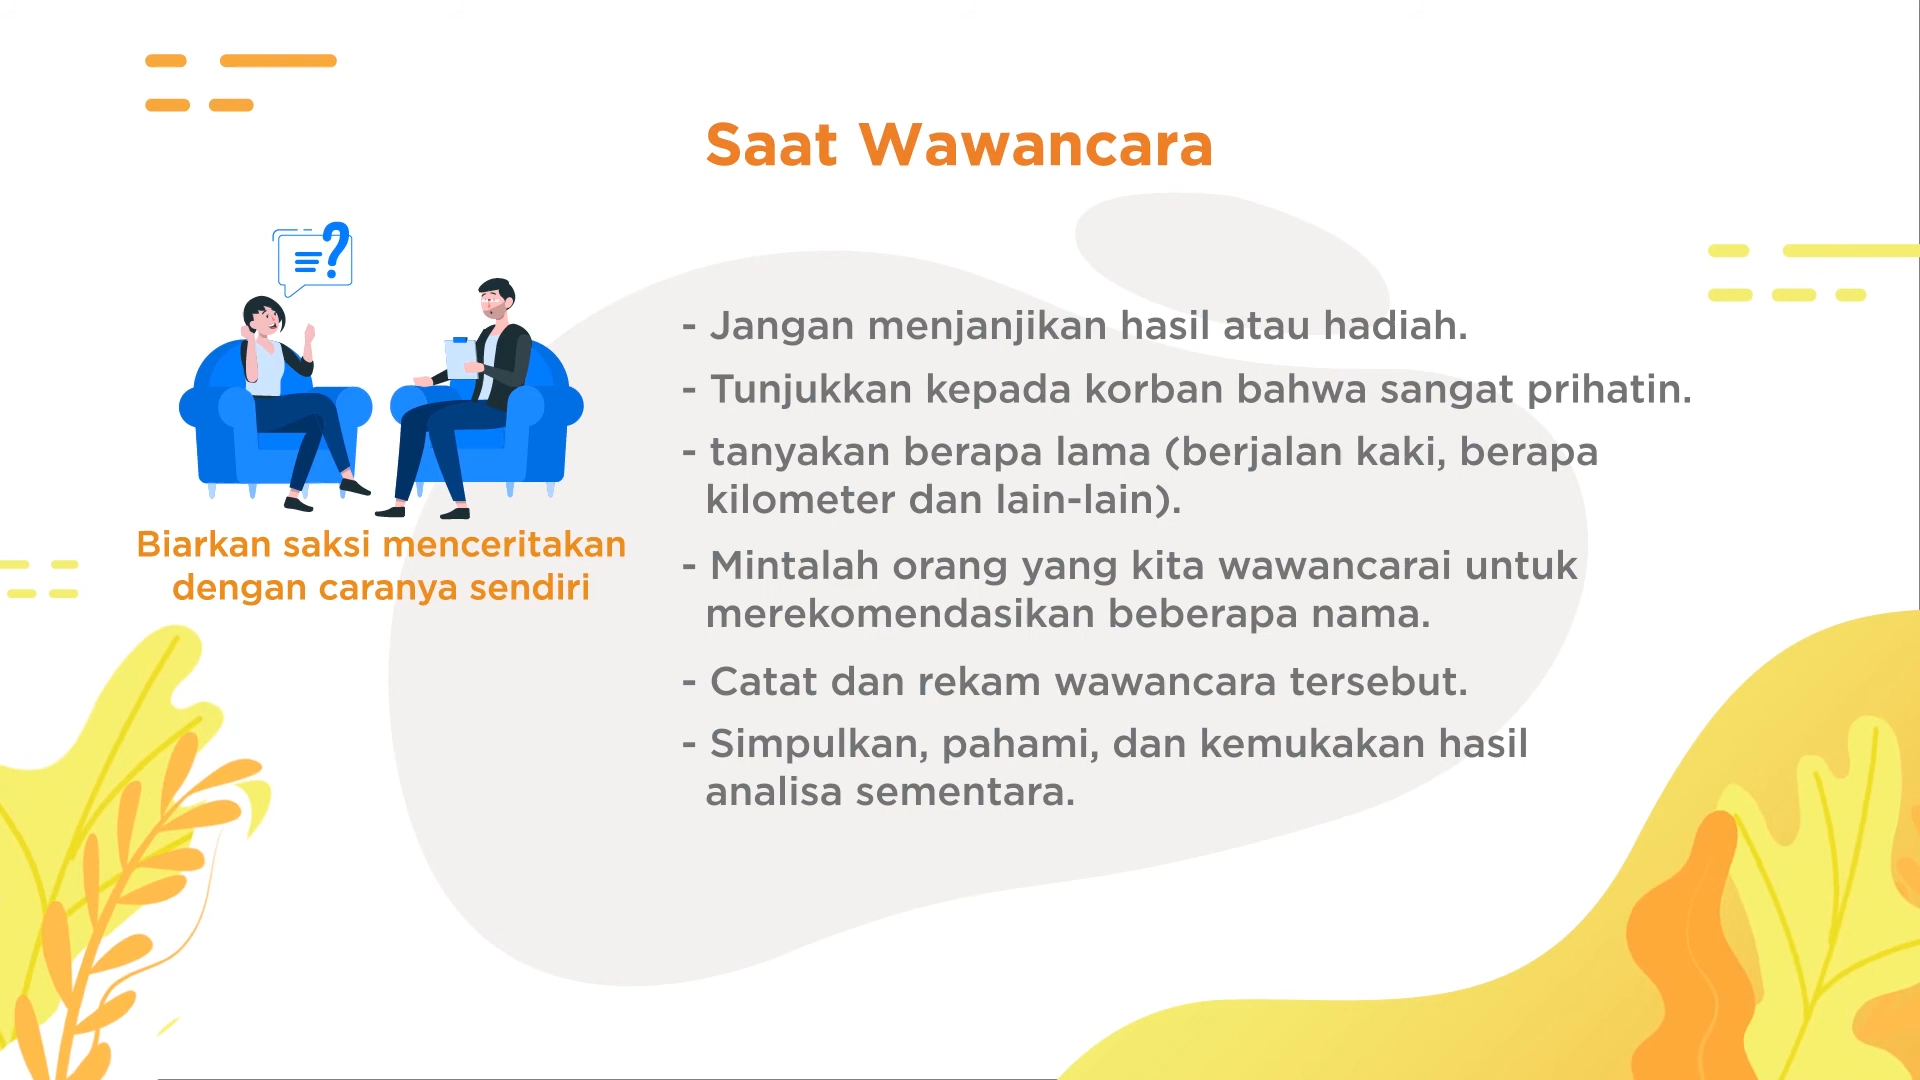 Saat Wawancara
Biarkan saksi menceritakan
dengan caranya sendiri
- Jangan menjanjikan hasil atau hadiah.
- Tunjukkan kepada korban bahwa sangat prihatin.
- tanyakan berapa lama (berjalan kaki, berapa
kilometer dan lain-lain).
- Mintalah orang yang kita wawancarai untuk
merekomendasikan beberapa nama.
- Catat dan rekam wawancara tersebut.
- Simpulkan, pahami, dan kemukakan hasil
analisa sementara.